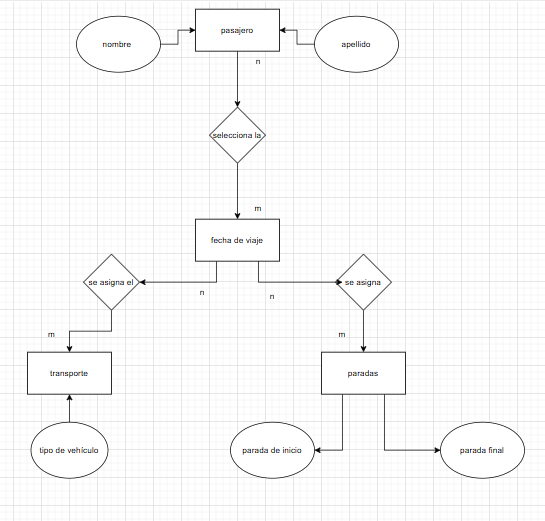 nombre
pasajero
apellido
n
selecciona la
m
fecha de viaje
se asigna el
se asigna
n
n
m
m
transporte
paradas
tipo de vehículo
parada de inicio
parada final